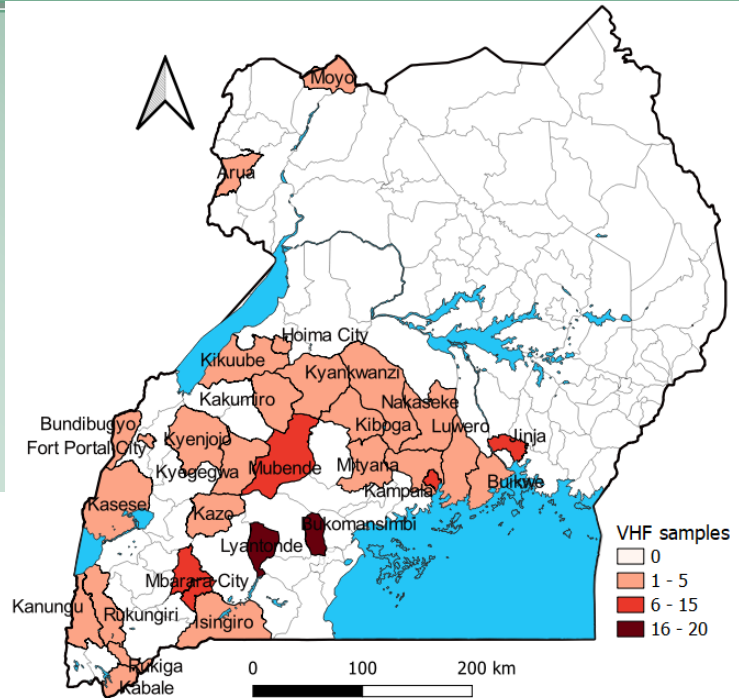 Moyo
Arua
Hoima City
Kikuube
Kyankwanzi
Kakumiro
Nakaseke
Bundibugyo
Kyenjojo
Kiboga
Luwero
Jinja
Fort Portal City
Kyegegwa
Mubende
Mityana
Buikwe
Kampala
Kasese
Kazo
Bukomansimbi
Lyantonde
Mbarara City
Kanungu
Rukungiri
Isingiro
Rukiga
Kabale
VHF samples
0
1 - 5
6 - 15
16 - 20
0 100 200 km